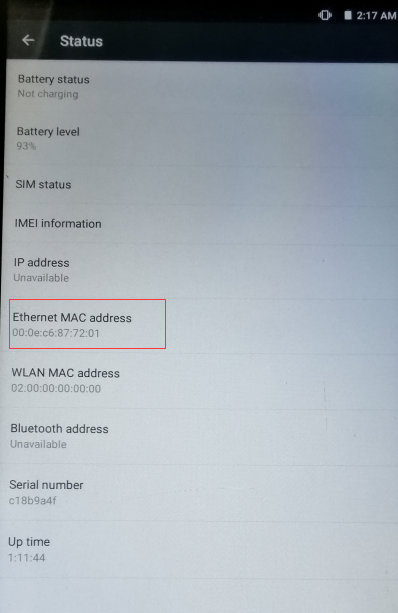 2:17 AM
Status
Battery status
Not charging
Battery level
93%
SIM status
IMEI information
IP address
Unavailable
Ethernet MAC address
00:0e:c6:87:72:01
WLAN MAC address
02:00:00:00:00:00
Bluetooth address
Unavailable
Serial number
c18b9a4f
Up time
1:11:44